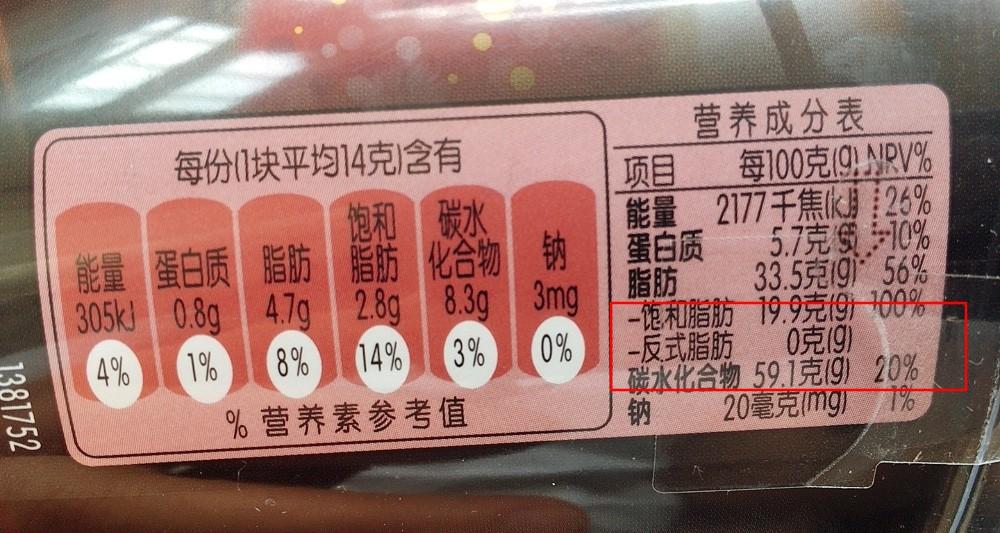 每份(1块平均14克)含有
能量
305kJ
4%
蛋白质
0.8g
1%
脂肪
4.7g
8%
饱和
脂肪
2.8g
14%
碳水
化合物
8.3g
3%
钠
3mg
0%
% 营养素参考值
营养成分表
项目 每100克(g) NRV%
能量 2177千焦(kJ) 26%
蛋白质 5.7克(g) 10%
脂肪 33.5克(g) 56%
-饱和脂肪 19.9克(g) 100%
-反式脂肪 0克(g)
碳水化合物 59.1克(g) 20%
钠 20毫克(mg) 1%
1381752